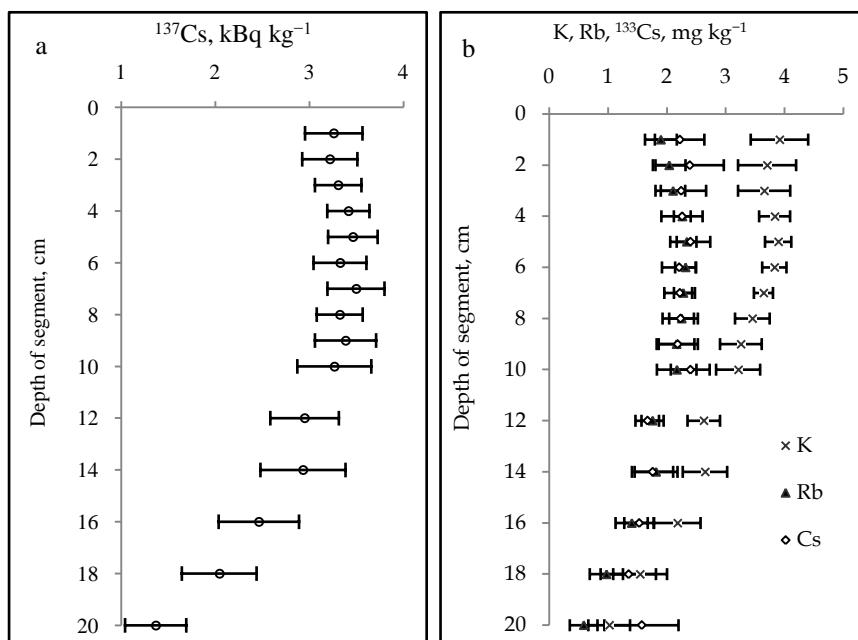 a
¹³⁷Cs, kBq kg⁻¹
1 2 3 4
Depth of segment, cm
0
2
4
6
8
10
12
14
16
18
20
b
K, Rb, ¹³³Cs, mg kg⁻¹
0 1 2 3 4 5
Depth of segment, cm
0
2
4
6
8
10
12
14
16
18
20
K
Rb
Cs